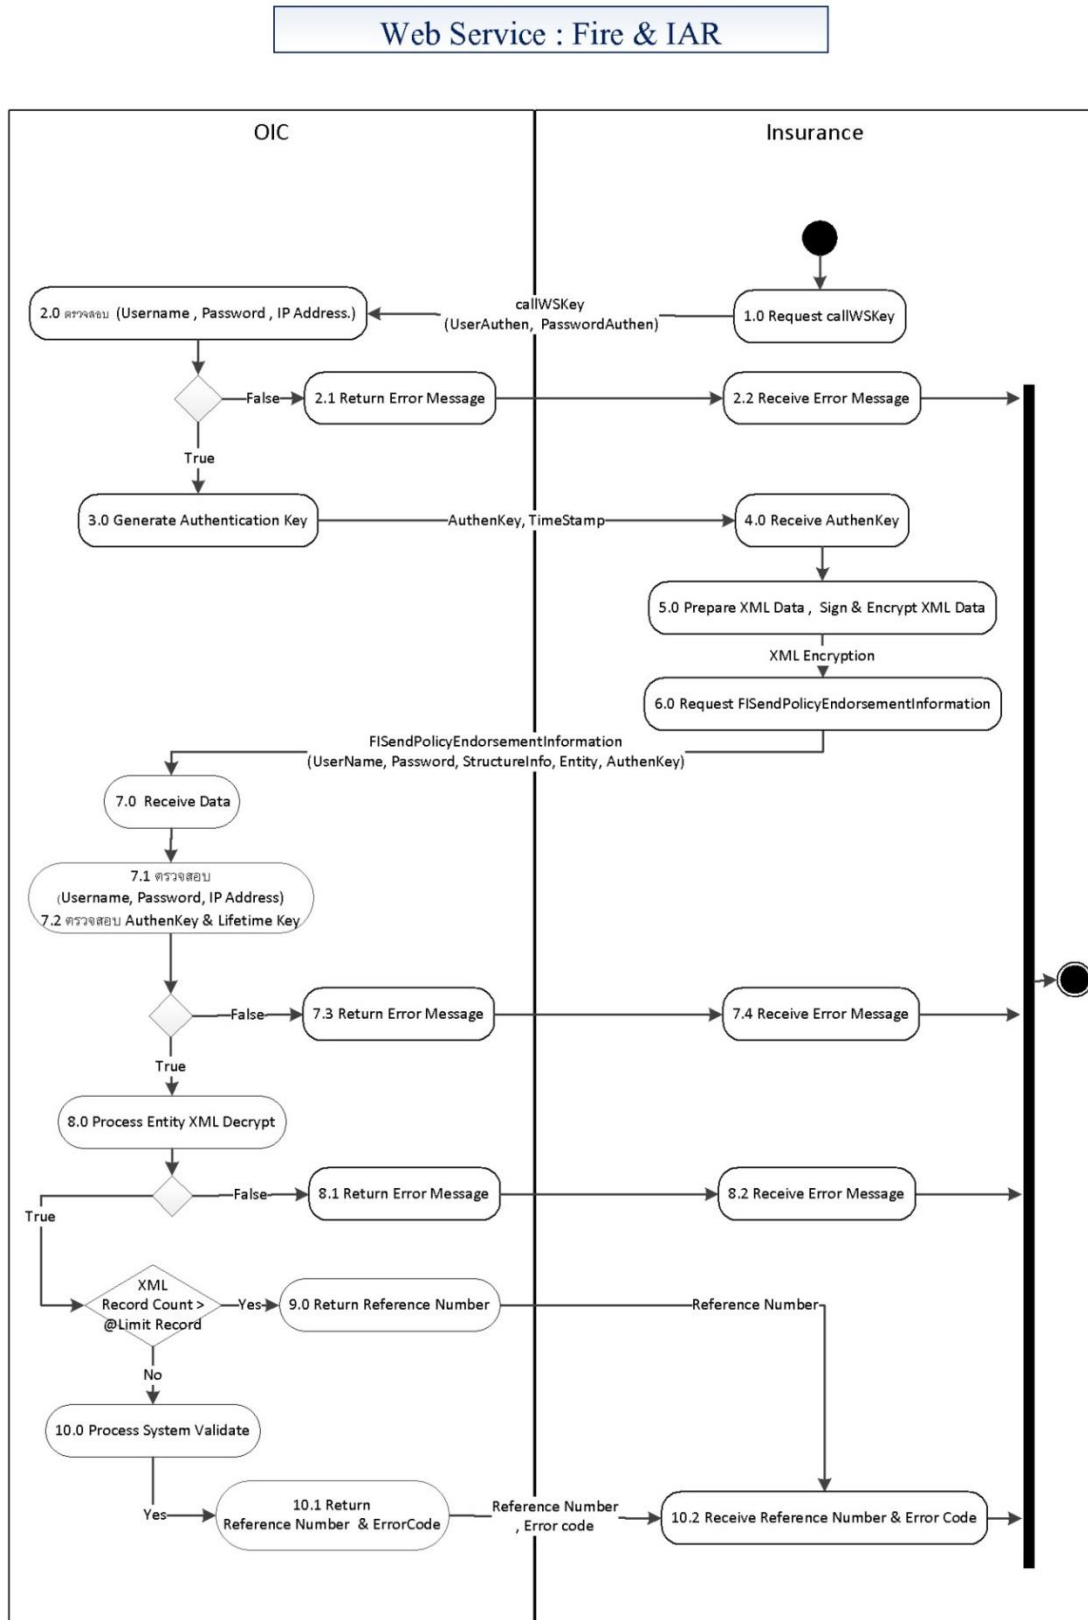 Web Service : Fire & IAR
OIC
Insurance
1.0 Request callWSKey
callWSKey
(UserAuthen, PasswordAuthen)
2.0 ตรวจสอบ (Username , Password , IP Address.)
False
2.1 Return Error Message
2.2 Receive Error Message
True
3.0 Generate Authentication Key
AuthenKey, TimeStamp
4.0 Receive AuthenKey
5.0 Prepare XML Data , Sign & Encrypt XML Data
XML Encryption
6.0 Request FISendPolicyEndorsementInformation
FISendPolicyEndorsementInformation
(UserName, Password, StructureInfo, Entity, AuthenKey)
7.0 Receive Data
7.1 ตรวจสอบ
(Username, Password, IP Address)
7.2 ตรวจสอบ AuthenKey & Lifetime Key
False
7.3 Return Error Message
7.4 Receive Error Message
True
8.0 Process Entity XML Decrypt
False
8.1 Return Error Message
8.2 Receive Error Message
True
XML
Record Count >
@Limit Record
Yes
9.0 Return Reference Number
Reference Number
No
10.0 Process System Validate
Yes
10.1 Return
Reference Number & ErrorCode
Reference Number
, Error code
10.2 Receive Reference Number & Error Code